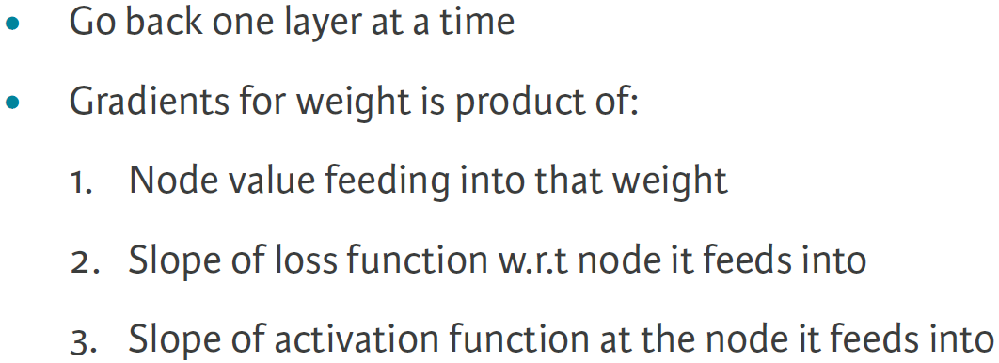 • Go back one layer at a time
• Gradients for weight is product of:
1. Node value feeding into that weight
2. Slope of loss function w.r.t node it feeds into
3. Slope of activation function at the node it feeds into